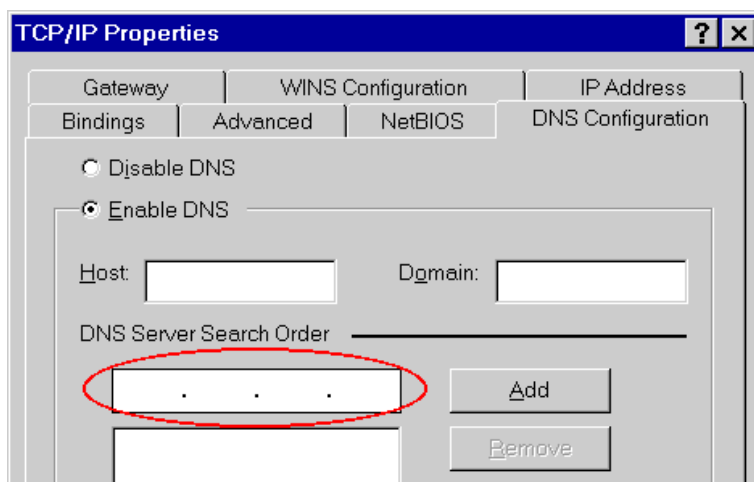 TCP/IP Properties ? ×
Gateway WINS Configuration IP Address
Bindings Advanced NetBIOS DNS Configuration
Disable DNS
Enable DNS
Host: Domain:
DNS Server Search Order
. . . Add
Remove